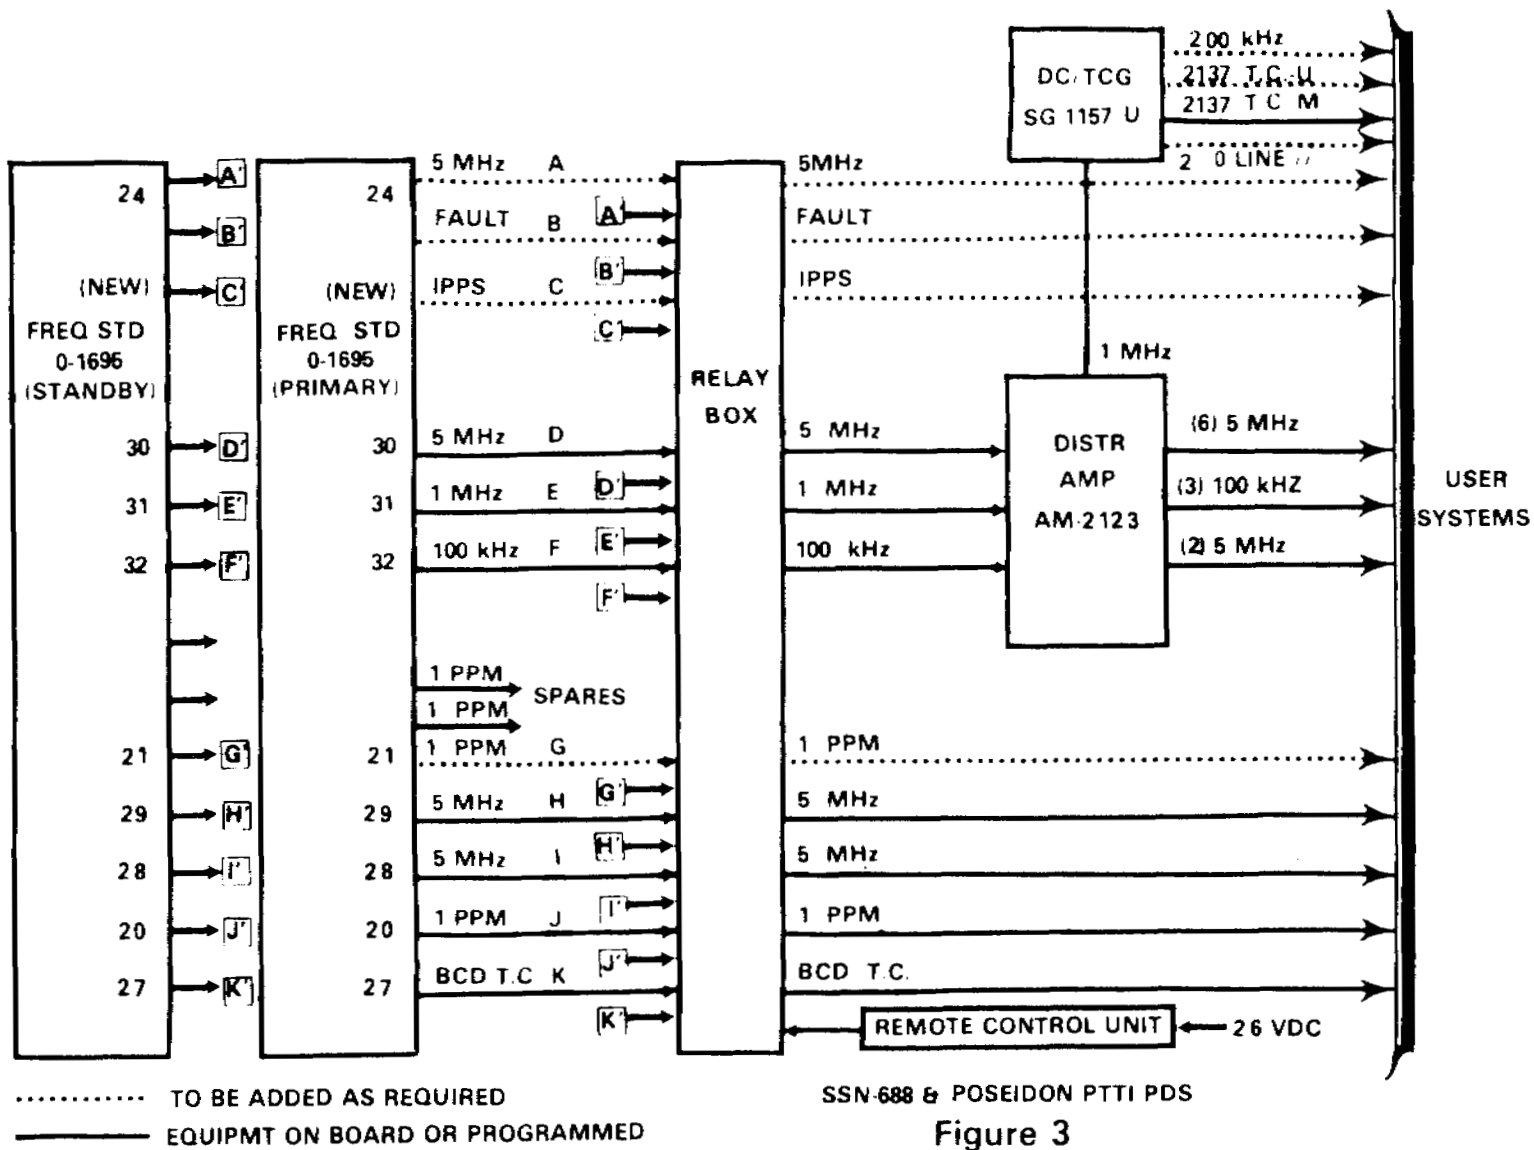 200 kHz
DC/TCG
SG 1157 U
2137 T.C. U
2137 T C M
2 0 LINE
A'
24
24
5 MHz A
A'
5MHz
B'
FAULT B
FAULT
B'
(NEW)
C'
(NEW)
IPPS C
IPPS
FREQ STD
0-1695
(STANDBY)
FREQ STD
0-1695
(PRIMARY)
C'
RELAY
BOX
1 MHz
30
D'
30
5 MHz D
5 MHz
DISTR
AMP
AM-2123
(6) 5 MHz
D'
31
E'
31
1 MHz E
1 MHz
(3) 100 kHZ
USER
SYSTEMS
E'
32
F'
32
100 kHz F
100 kHz
(2) 5 MHz
F'
1 PPM
SPARES
1 PPM
21
G'
21
1 PPM G
1 PPM
G'
29
H'
29
5 MHz H
5 MHz
H'
28
I'
28
5 MHz I
5 MHz
I'
20
J'
20
1 PPM J
1 PPM
J'
27
K'
27
BCD T.C K
BCD T.C.
K'
REMOTE CONTROL UNIT
26 VDC
TO BE ADDED AS REQUIRED
EQUIPMT ON BOARD OR PROGRAMMED
SSN-688 & POSEIDON PTTI PDS
Figure 3